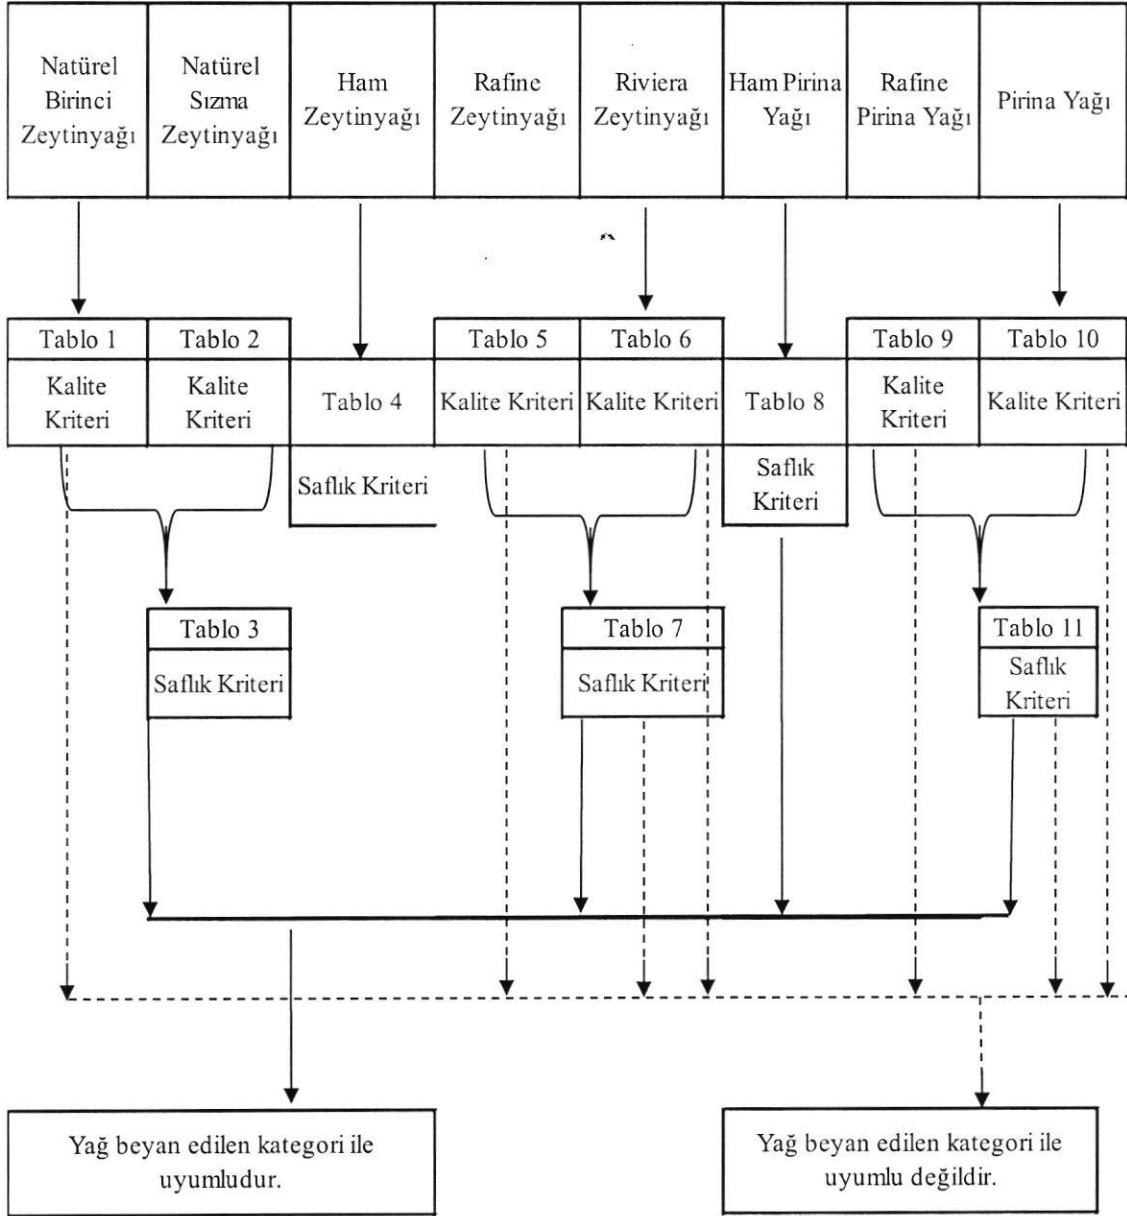 Natürel
Birinci
Zeytinyağı
Natürel
Sızma
Zeytinyağı
Ham
Zeytinyağı
Rafine
Zeytinyağı
Riviera
Zeytinyağı
Ham Pirina
Yağı
Rafine
Pirina Yağı
Pirina Yağı
Tablo 1
Tablo 2
Tablo 5
Tablo 6
Tablo 9
Tablo 10
Kalite
Kriteri
Kalite
Kriteri
Tablo 4
Kalite Kriteri
Kalite Kriteri
Tablo 8
Kalite
Kriteri
Kalite Kriteri
Saflık Kriteri
Saflık
Kriteri
Tablo 3
Tablo 7
Tablo 11
Saflık Kriteri
Saflık Kriteri
Saflık
Kriteri
Yağ beyan edilen kategori ile
uyumludur.
Yağ beyan edilen kategori ile
uyumlu değildir.